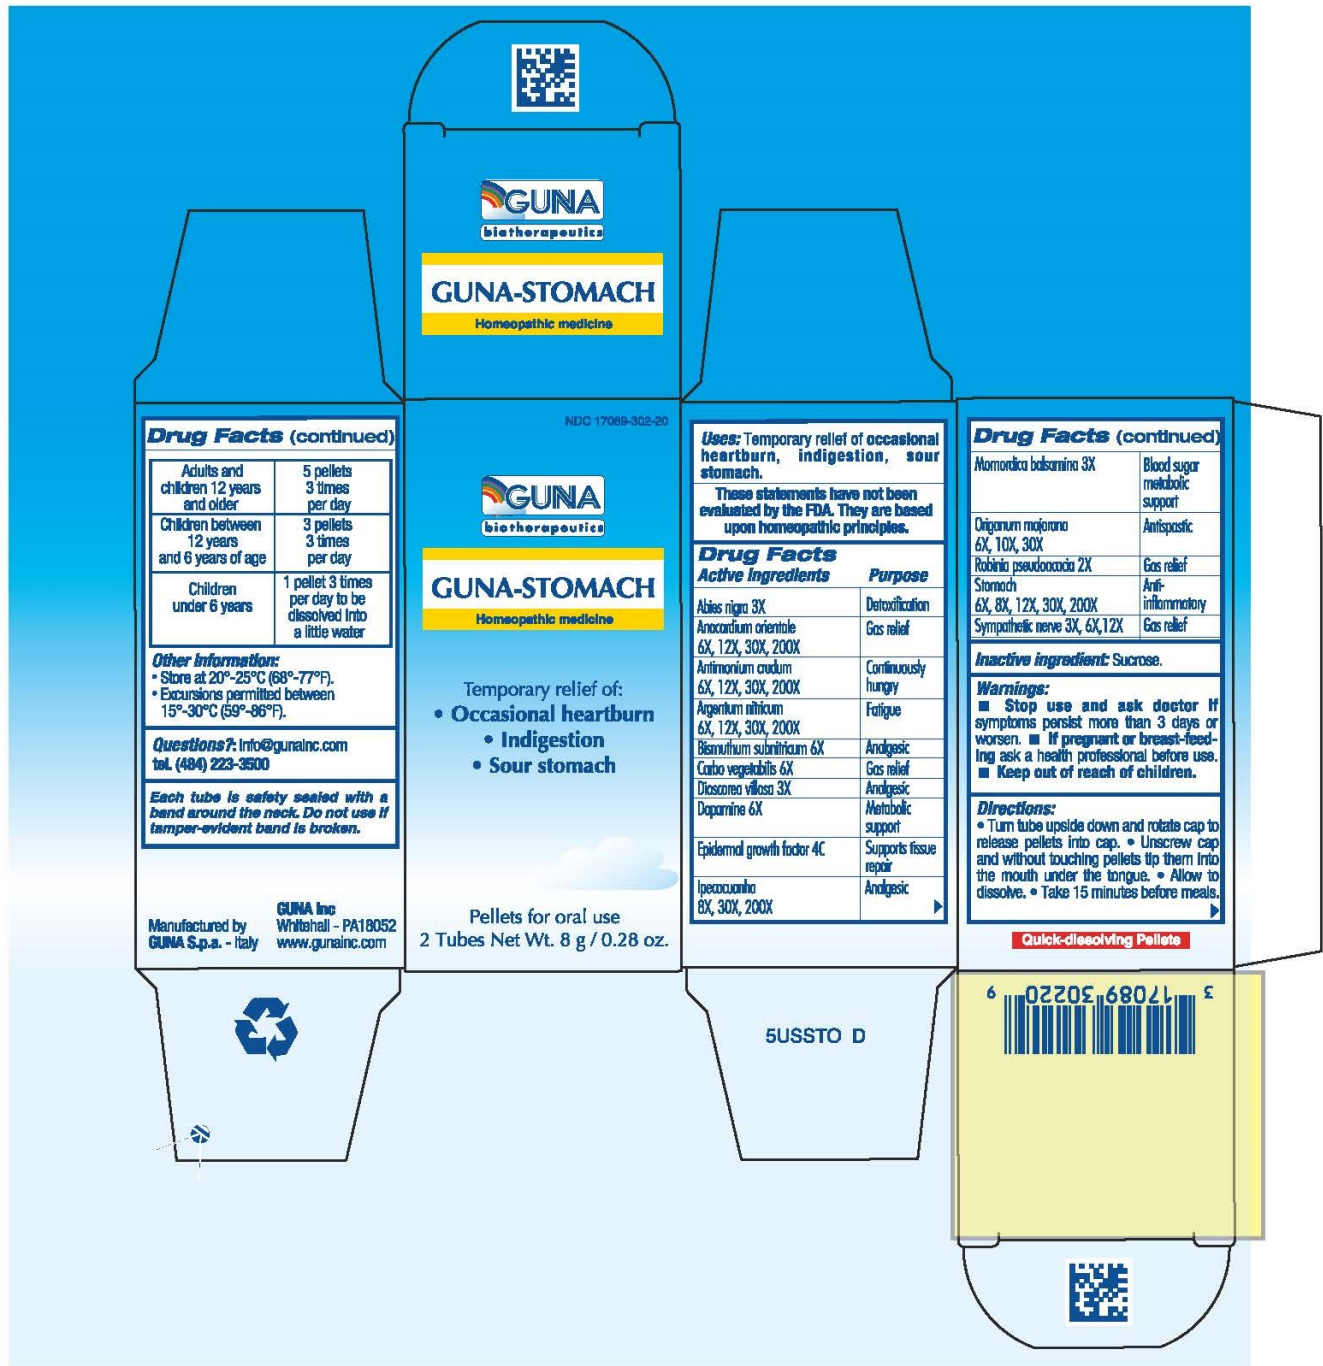 GUNA
biotherapeutics
GUNA-STOMACH
Homeopathic medicine
Drug Facts (continued)
Adults and children 12 years and older 5 pellets 3 times per day
Children between 12 years and 6 years of age 3 pellets 3 times per day
Children under 6 years 1 pellet 3 times per day to be dissolved into a little water
Other information:
• Store at 20°-25°C (68°-77°F).
• Excursions permitted between
15°-30°C (59°-86°F).
Questions?: info@gunainc.com
tel. (484) 223-3500
Each tube is safety sealed with a
band around the neck. Do not use if
tamper-evident band is broken.
Manufactured by
GUNA S.p.a. - Italy
GUNA Inc
Whitehall - PA18052
www.gunainc.com
NDC 17089-302-20
GUNA
biotherapeutics
GUNA-STOMACH
Homeopathic medicine
Temporary relief of:
• Occasional heartburn
• Indigestion
• Sour stomach
Pellets for oral use
2 Tubes Net Wt. 8 g / 0.28 oz.
Uses: Temporary relief of occasional
heartburn, indigestion, sour
stomach.
These statements have not been
evaluated by the FDA. They are based
upon homeopathic principles.
Drug Facts
Active Ingredients Purpose
Abies nigra 3X Detoxification
Anacardium orientale Gas relief
6X, 12X, 30X, 200X
Antimonium crudum Continuously
6X, 12X, 30X, 200X hungry
Argentum nitricum Fatigue
6X, 12X, 30X, 200X
Bismuthum subnitricum 6X Analgesic
Carbo vegetabilis 6X Gas relief
Dioscorea villosa 3X Analgesic
Dopamine 6X Metabolic
support
Epidermal growth factor 4C Supports tissue
repair
Ipecacuanha Analgesic
8X, 30X, 200X
5USSTO D
Drug Facts (continued)
Momordica balsamina 3X Blood sugar
metabolic
support
Origanum majorana Antispastic
6X, 10X, 30X
Robinia pseudoacacia 2X Gas relief
Stomach Anti-
6X, 8X, 12X, 30X, 200X inflammatory
Sympathetic nerve 3X, 6X,12X Gas relief
Inactive ingredient: Sucrose.
Warnings:
■ Stop use and ask doctor if
symptoms persist more than 3 days or
worsen. ■ If pregnant or breast-feed-
ing ask a health professional before use.
■ Keep out of reach of children.
Directions:
• Turn tube upside down and rotate cap to
release pellets into cap. • Unscrew cap
and without touching pellets tip them into
the mouth under the tongue. • Allow to
dissolve. • Take 15 minutes before meals.
Quick-dissolving Pellets
3 17089 30220 9